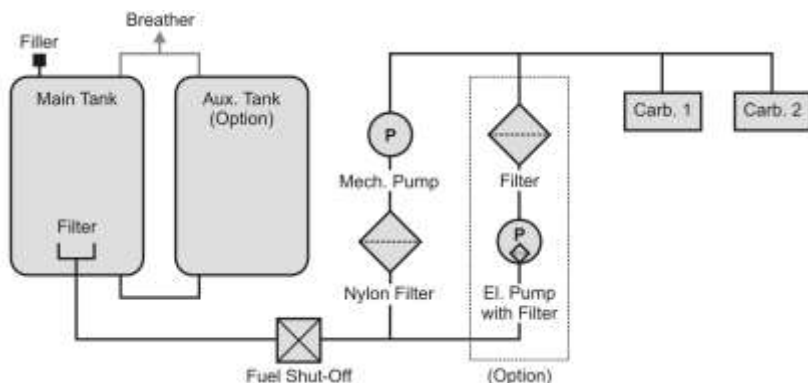 Breather
Filler
Main Tank
Aux. Tank
(Option)
Carb. 1
Carb. 2
P
Mech. Pump
Filter
Filter
P
Nylon Filter
El. Pump
with Filter
Fuel Shut-Off
(Option)